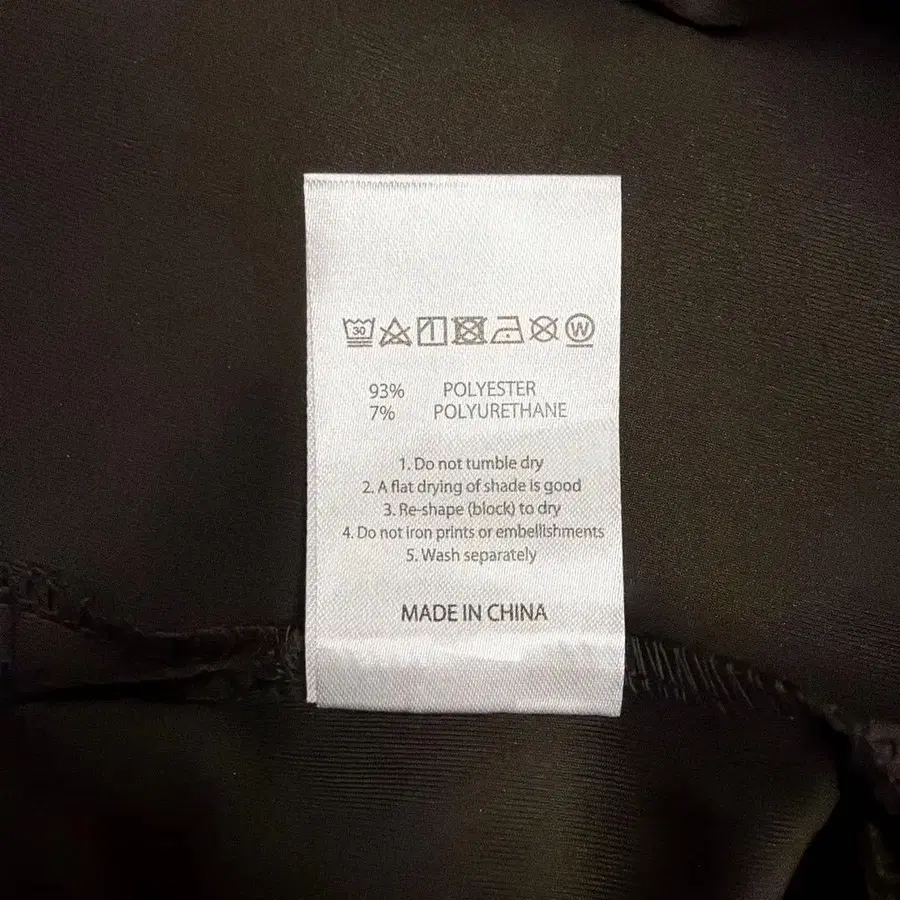 30 W
93% POLYESTER
7% POLYURETHANE
1. Do not tumble dry
2. A flat drying of shade is good
3. Re-shape (block) to dry
4. Do not iron prints or embellishments
5. Wash separately
MADE IN CHINA